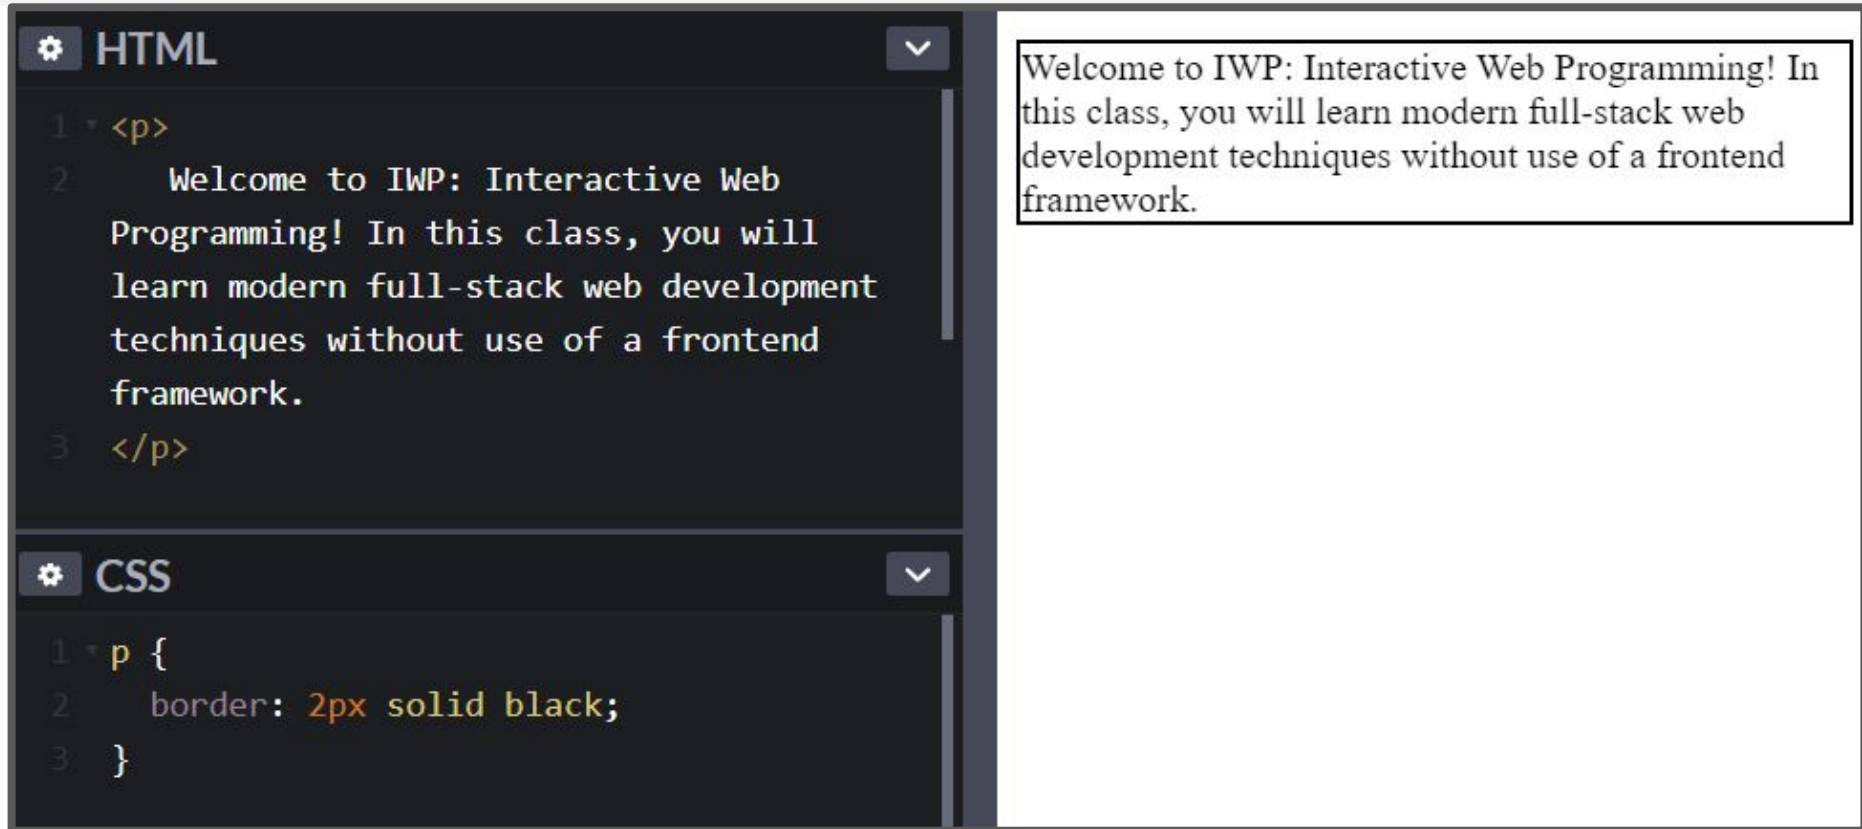 HTML
1 <p>
2 Welcome to IWP: Interactive Web
Programming! In this class, you will
learn modern full-stack web development
techniques without use of a frontend
framework.
3 </p>
CSS
1 p {
2 border: 2px solid black;
3 }
Welcome to IWP: Interactive Web Programming! In
this class, you will learn modern full-stack web
development techniques without use of a frontend
framework.